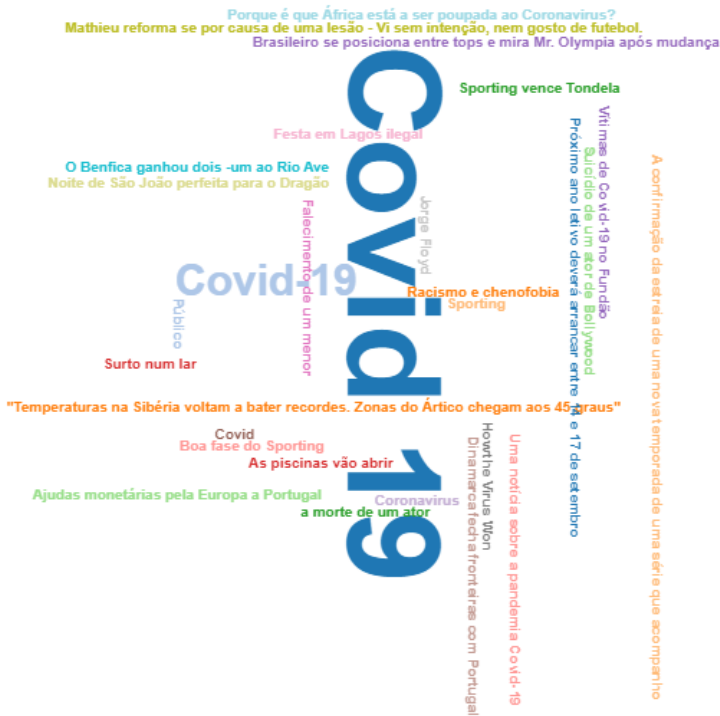 Porque é que África está a ser poupada ao Coronavirus?
Mathieu reforma se por causa de uma lesão - Vi sem intenção, nem gosto de futebol.
Brasileiro se posiciona entre tops e mira Mr. Olympia após mudança
Covid 19
Sporting vence Tondela
Vítimas de Covid-19 no Fundão
Próximo ano letivo deverá arrancar entre 14 e 17 de setembro
Suicídio de um ator de Bollywood
A confirmação da estreia de uma nova temporada de uma série que acompanho
Festa em Lagos ilegal
O Benfica ganhou dois -um ao Rio Ave
Noite de São João perfeita para o Dragão
Jorge Floyd
Falecimento de um menor
Covid-19
Racismo e chenofobia
Sporting
Público
Surto num lar
"Temperaturas na Sibéria voltam a bater recordes. Zonas do Ártico chegam aos 45 graus"
Covid
Boa fase do Sporting
As piscinas vão abrir
Howthe Virus Won
Dinamarca fecha fronteiras com Portugal
Uma notícia sobre a pandemia Covid-19
Ajudas monetárias pela Europa a Portugal
Coronavirus
a morte de um ator